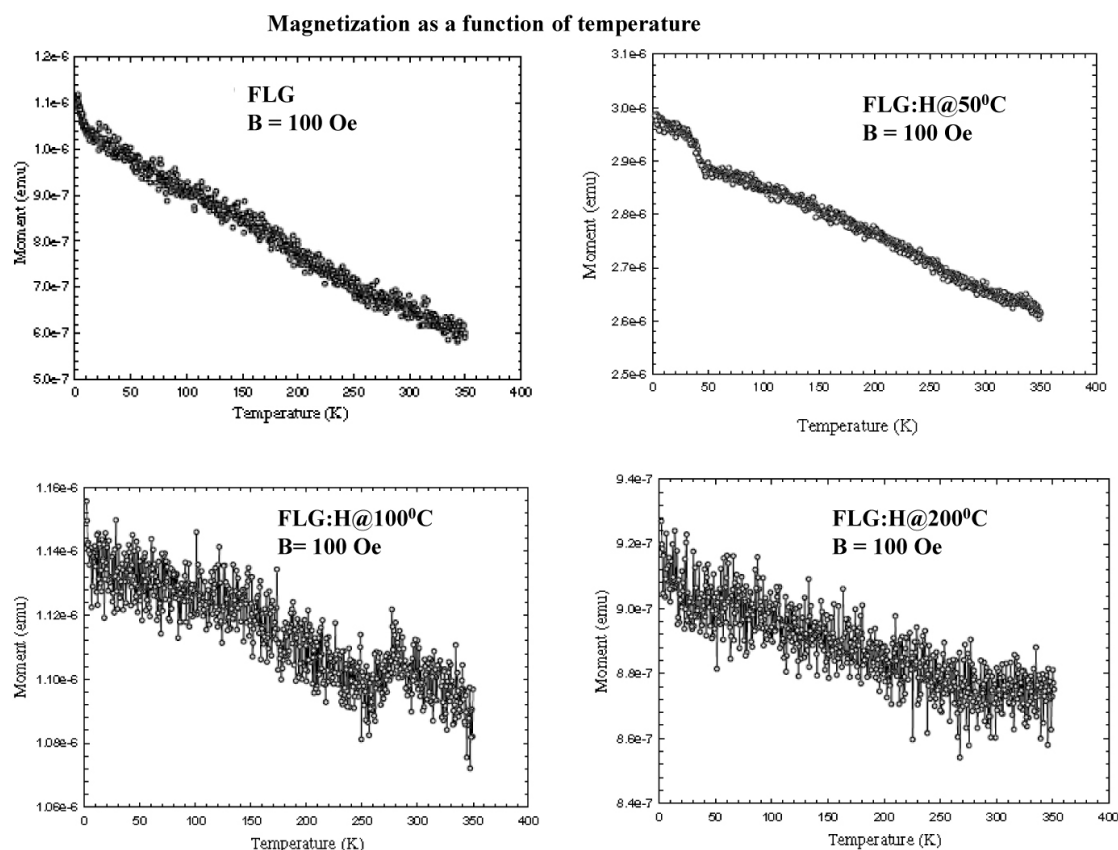 Magnetization as a function of temperature
1.2e-6
1.1e-6
1.0e-6
9.0e-7
8.0e-7
7.0e-7
6.0e-7
5.0e-7
Moment (emu)
FLG
B = 100 Oe
0 50 100 150 200 250 300 350 400
Temperature (K)
3.1e-6
3.0e-6
2.9e-6
2.8e-6
2.7e-6
2.6e-6
2.5e-6
Moment (emu)
FLG:H@50⁰C
B = 100 Oe
0 50 100 150 200 250 300 350 400
Temperature (K)
1.16e-6
1.14e-6
1.12e-6
1.10e-6
1.08e-6
1.06e-6
Moment (emu)
FLG:H@100⁰C
B= 100 Oe
0 50 100 150 200 250 300 350 400
Temperature (K)
9.4e-7
9.2e-7
9.0e-7
8.8e-7
8.6e-7
8.4e-7
Moment (emu)
FLG:H@200⁰C
B = 100 Oe
0 50 100 150 200 250 300 350 400
Temperature (K)